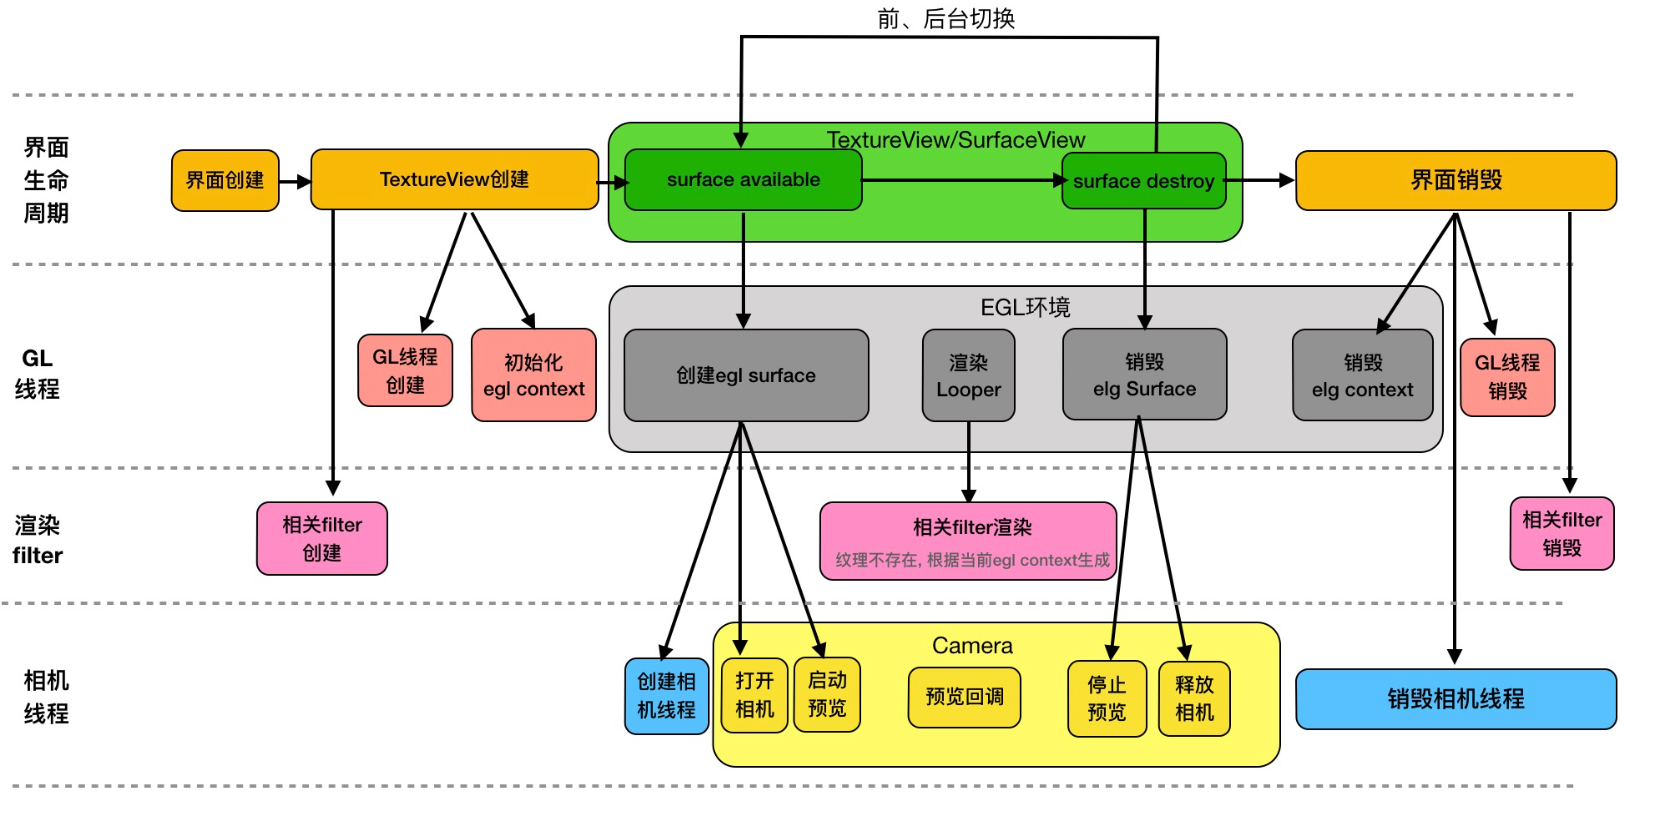 前、后台切换
界面
生命
周期
界面创建
TextureView创建
TextureView/SurfaceView
surface available
surface destroy
界面销毁
GL
线程
GL线程
创建
初始化
egl context
EGL环境
创建egl surface
渲染
Looper
销毁
elg Surface
销毁
elg context
GL线程
销毁
渲染
filter
相关filter
创建
相关filter渲染
纹理不存在, 根据当前egl context生成
相关filter
销毁
相机
线程
创建相
机线程
Camera
打开
相机
启动
预览
预览回调
停止
预览
释放
相机
销毁相机线程